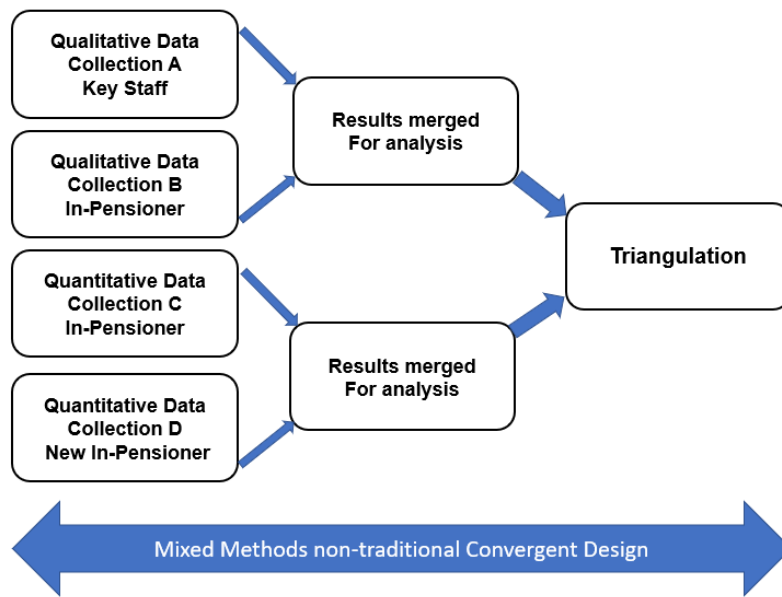 Qualitative Data
Collection A
Key Staff
Qualitative Data
Collection B
In-Pensioner
Quantitative Data
Collection C
In-Pensioner
Quantitative Data
Collection D
New In-Pensioner
Results merged
For analysis
Results merged
For analysis
Triangulation
Mixed Methods non-traditional Convergent Design